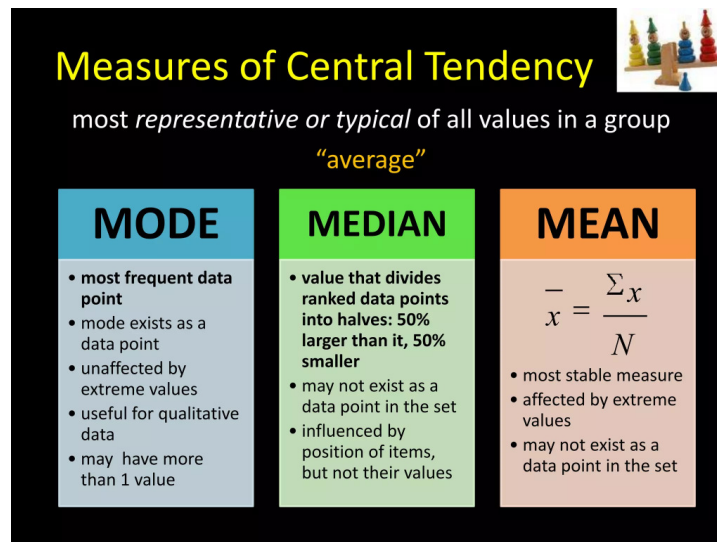 Measures of Central Tendency
most representative or typical of all values in a group
“average”
MODE
• most frequent data
point
• mode exists as a
data point
• unaffected by
extreme values
• useful for qualitative
data
• may have more
than 1 value
MEDIAN
• value that divides
ranked data points
into halves: 50%
larger than it, 50%
smaller
• may not exist as a
data point in the set
• influenced by
position of items,
but not their values
MEAN
x̄ = Σx / N
• most stable measure
• affected by extreme
values
• may not exist as a
data point in the set